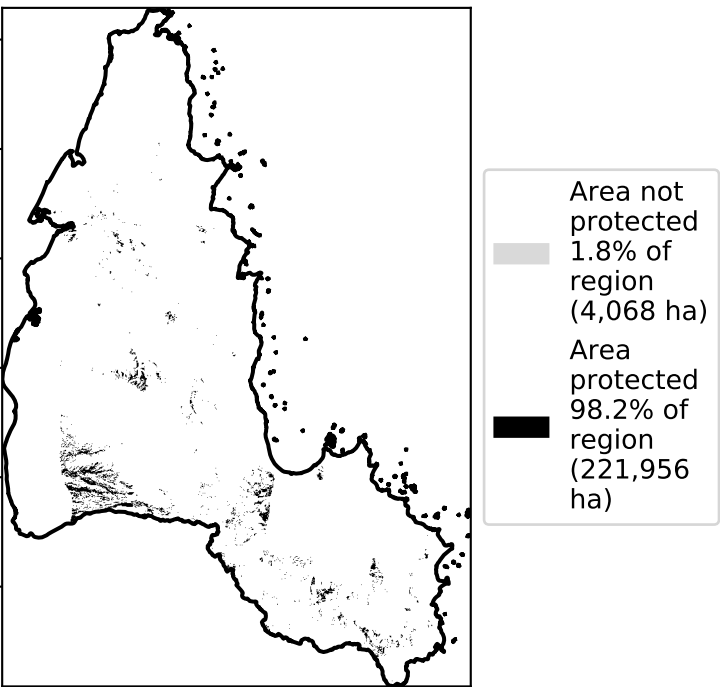 Area not
protected
1.8% of
region
(4,068 ha)
Area
protected
98.2% of
region
(221,956
ha)